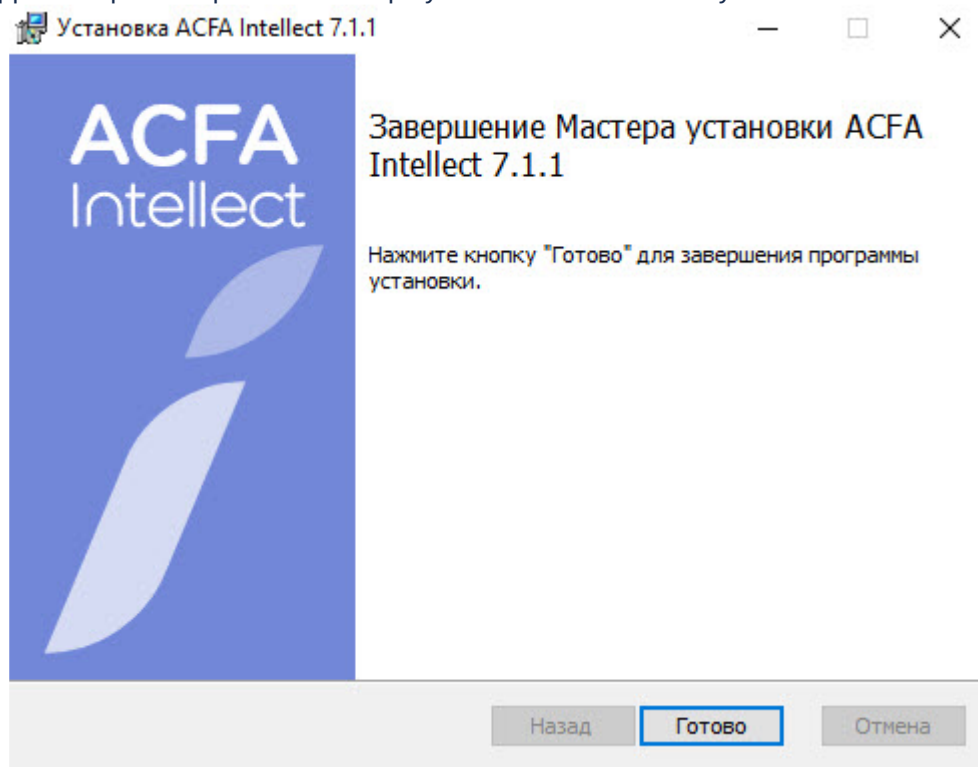 Установка ACFA Intellect 7.1.1
ACFA
Intellect
Завершение Мастера установки ACFA
Intellect 7.1.1
Нажмите кнопку "Готово" для завершения программы
установки.
Назад
Готово
Отмена